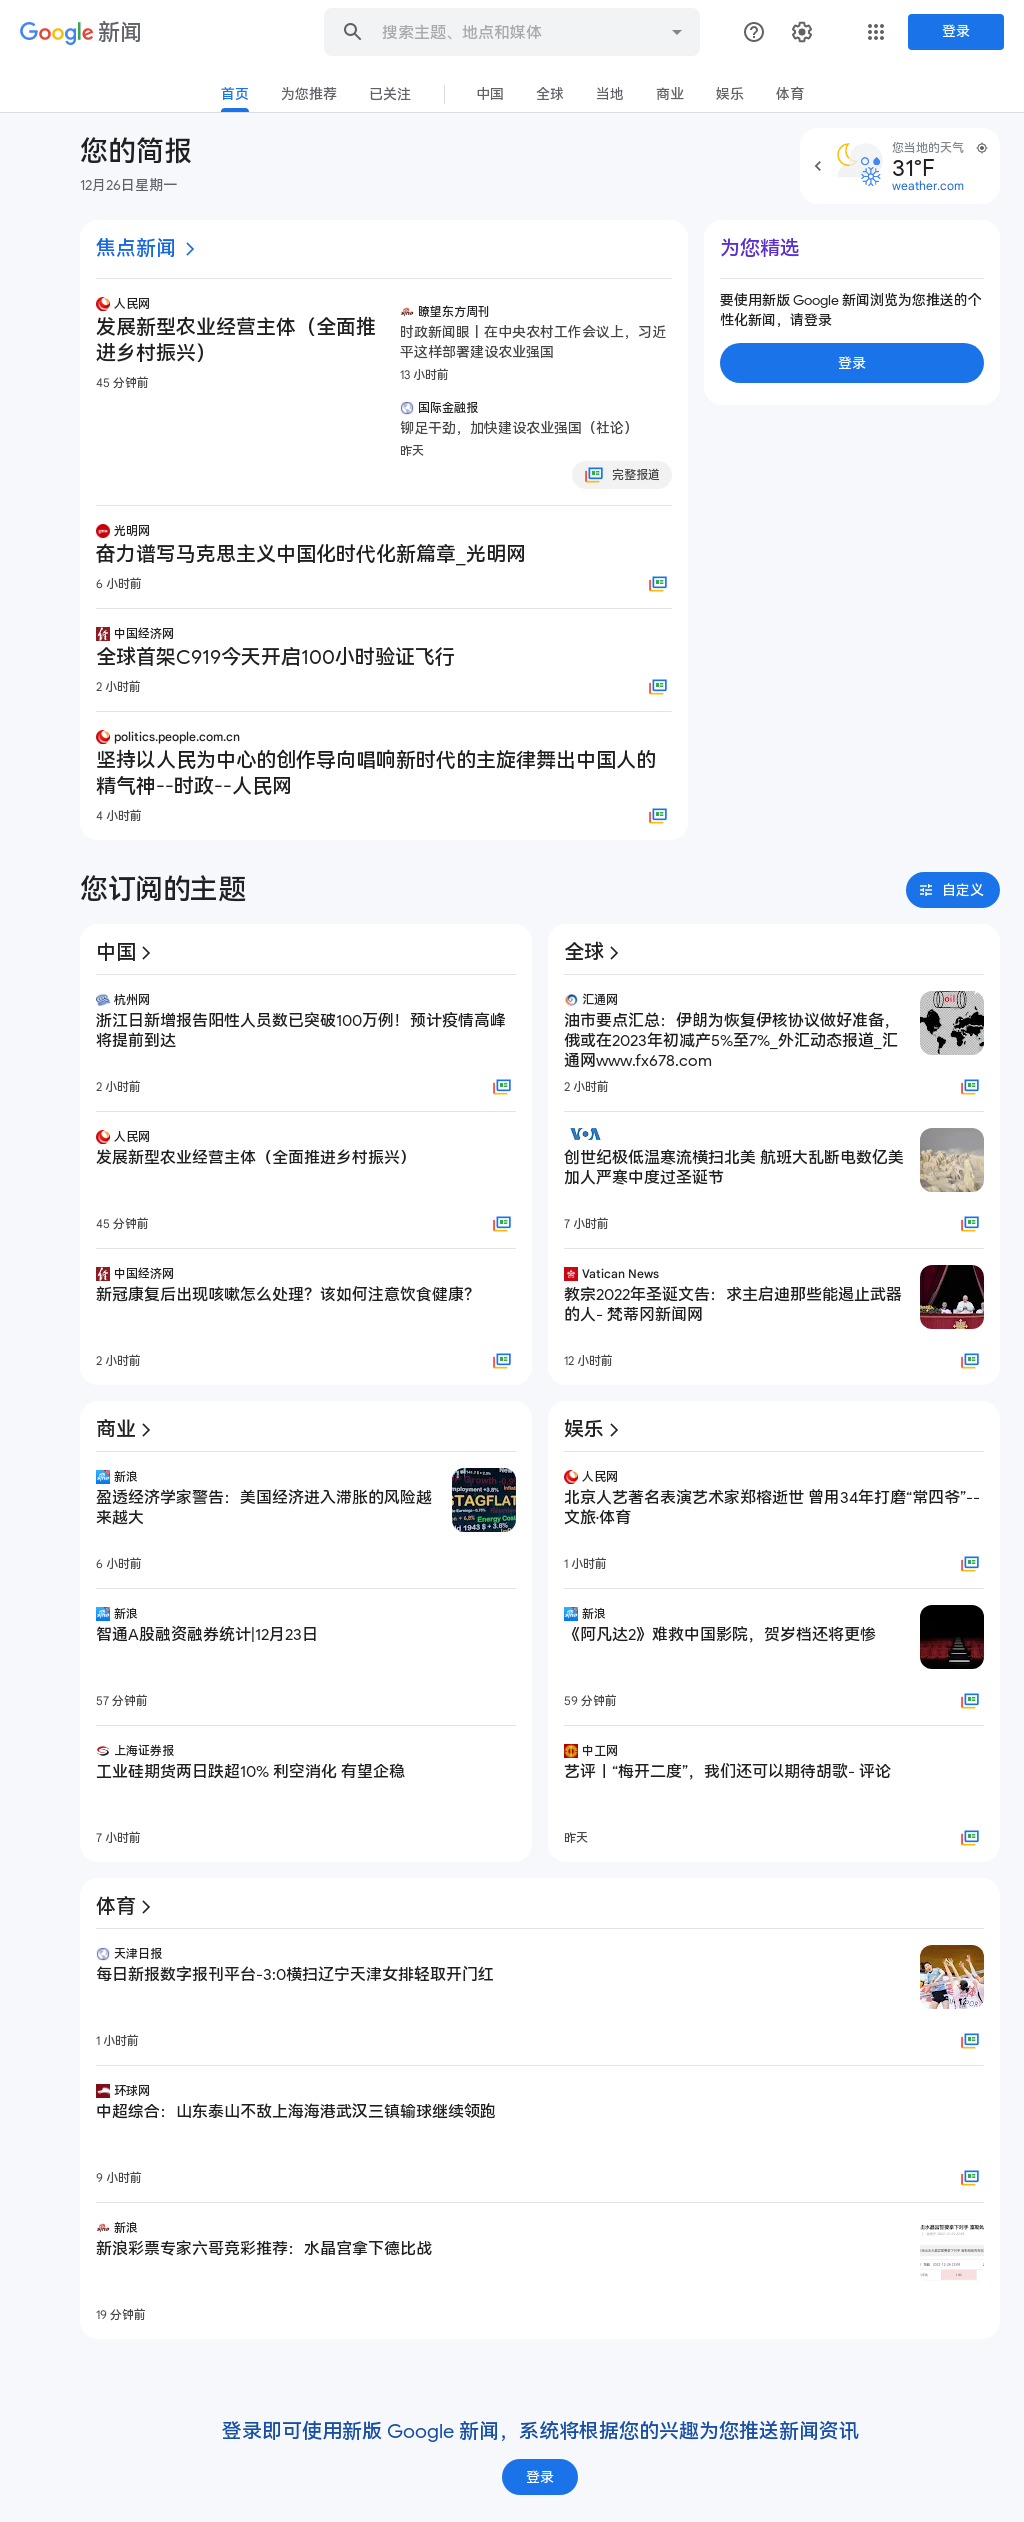 Google 新闻
搜索主题、地点和媒体
登录
首页
为您推荐
已关注
中国
全球
当地
商业
娱乐
体育
您的简报
12月26日星期一
您当地的天气
31°F
weather.com
焦点新闻
人民网
发展新型农业经营主体（全面推
进乡村振兴）
45 分钟前
瞭望东方周刊
时政新闻眼丨在中央农村工作会议上，习近
平这样部署建设农业强国
13 小时前
国际金融报
铆足干劲，加快建设农业强国（社论）
昨天
完整报道
光明网
奋力谱写马克思主义中国化时代化新篇章_光明网
6 小时前
中国经济网
全球首架C919今天开启100小时验证飞行
2 小时前
politics.people.com.cn
坚持以人民为中心的创作导向唱响新时代的主旋律舞出中国人的
精气神--时政--人民网
4 小时前
为您精选
要使用新版 Google 新闻浏览为您推送的个
性化新闻，请登录
登录
您订阅的主题
自定义
中国
杭州网
浙江日新增报告阳性人员数已突破100万例！预计疫情高峰
将提前到达
2 小时前
人民网
发展新型农业经营主体（全面推进乡村振兴）
45 分钟前
中国经济网
新冠康复后出现咳嗽怎么处理？该如何注意饮食健康？
2 小时前
全球
汇通网
油市要点汇总：伊朗为恢复伊核协议做好准备，
俄或在2023年初减产5%至7%_外汇动态报道_汇
通网www.fx678.com
2 小时前
oil
VOA
创世纪极低温寒流横扫北美 航班大乱断电数亿美
加人严寒中度过圣诞节
7 小时前
Vatican News
教宗2022年圣诞文告：求主启迪那些能遏止武器
的人- 梵蒂冈新闻网
12 小时前
商业
新浪
盈透经济学家警告：美国经济进入滞胀的风险越
来越大
6 小时前
STAGFLAT
新浪
智通A股融资融券统计|12月23日
57 分钟前
上海证券报
工业硅期货两日跌超10% 利空消化 有望企稳
7 小时前
娱乐
人民网
北京人艺著名表演艺术家郑榕逝世 曾用34年打磨“常四爷”--
文旅·体育
1 小时前
新浪
《阿凡达2》难救中国影院，贺岁档还将更惨
59 分钟前
中工网
艺评丨“梅开二度”，我们还可以期待胡歌- 评论
昨天
体育
天津日报
每日新报数字报刊平台-3:0横扫辽宁天津女排轻取开门红
1 小时前
环球网
中超综合：山东泰山不敌上海海港武汉三镇输球继续领跑
9 小时前
新浪
新浪彩票专家六哥竞彩推荐：水晶宫拿下德比战
19 分钟前
登录即可使用新版 Google 新闻，系统将根据您的兴趣为您推送新闻资讯
登录